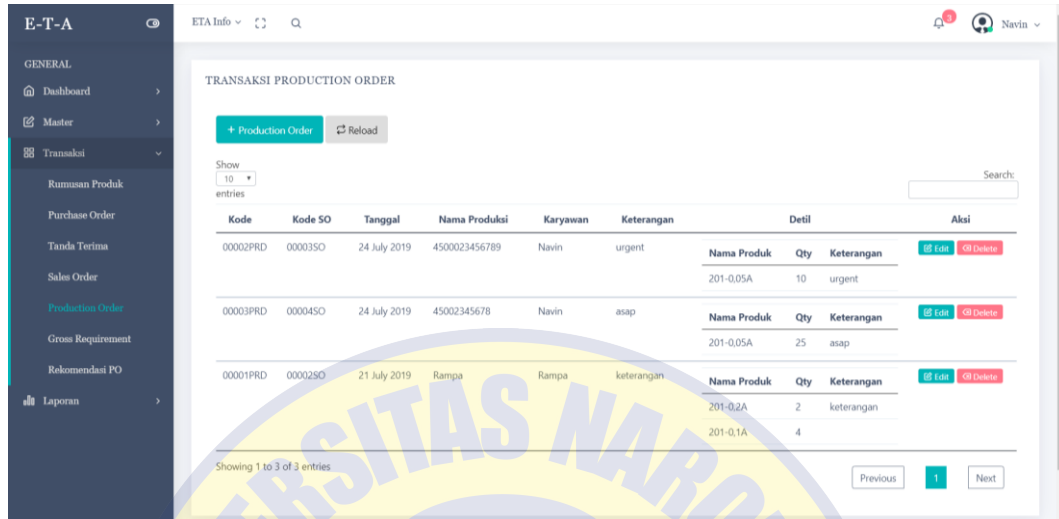 E-T-A
ETA Info
3
Navin
GENERAL
Dashboard
Master
Transaksi
Rumusan Produk
Purchase Order
Tanda Terima
Sales Order
Production Order
Gross Requirement
Rekomendasi PO
Laporan
TRANSAKSI PRODUCTION ORDER
+ Production Order Reload
Show
10
entries
Search:
Kode Kode SO Tanggal Nama Produksi Karyawan Keterangan Detil Aksi
00002PRD 00003SO 24 July 2019 4500023456789 Navin urgent Edit Delete
Nama Produk Qty Keterangan
201-0,05A 10 urgent
00003PRD 00004SO 24 July 2019 45002345678 Navin asap Edit Delete
Nama Produk Qty Keterangan
201-0,05A 25 asap
00001PRD 00002SO 21 July 2019 Rampa Rampa keterangan Edit Delete
Nama Produk Qty Keterangan
201-0,2A 2 keterangan
201-0,1A 4
Showing 1 to 3 of 3 entries
Previous 1 Next